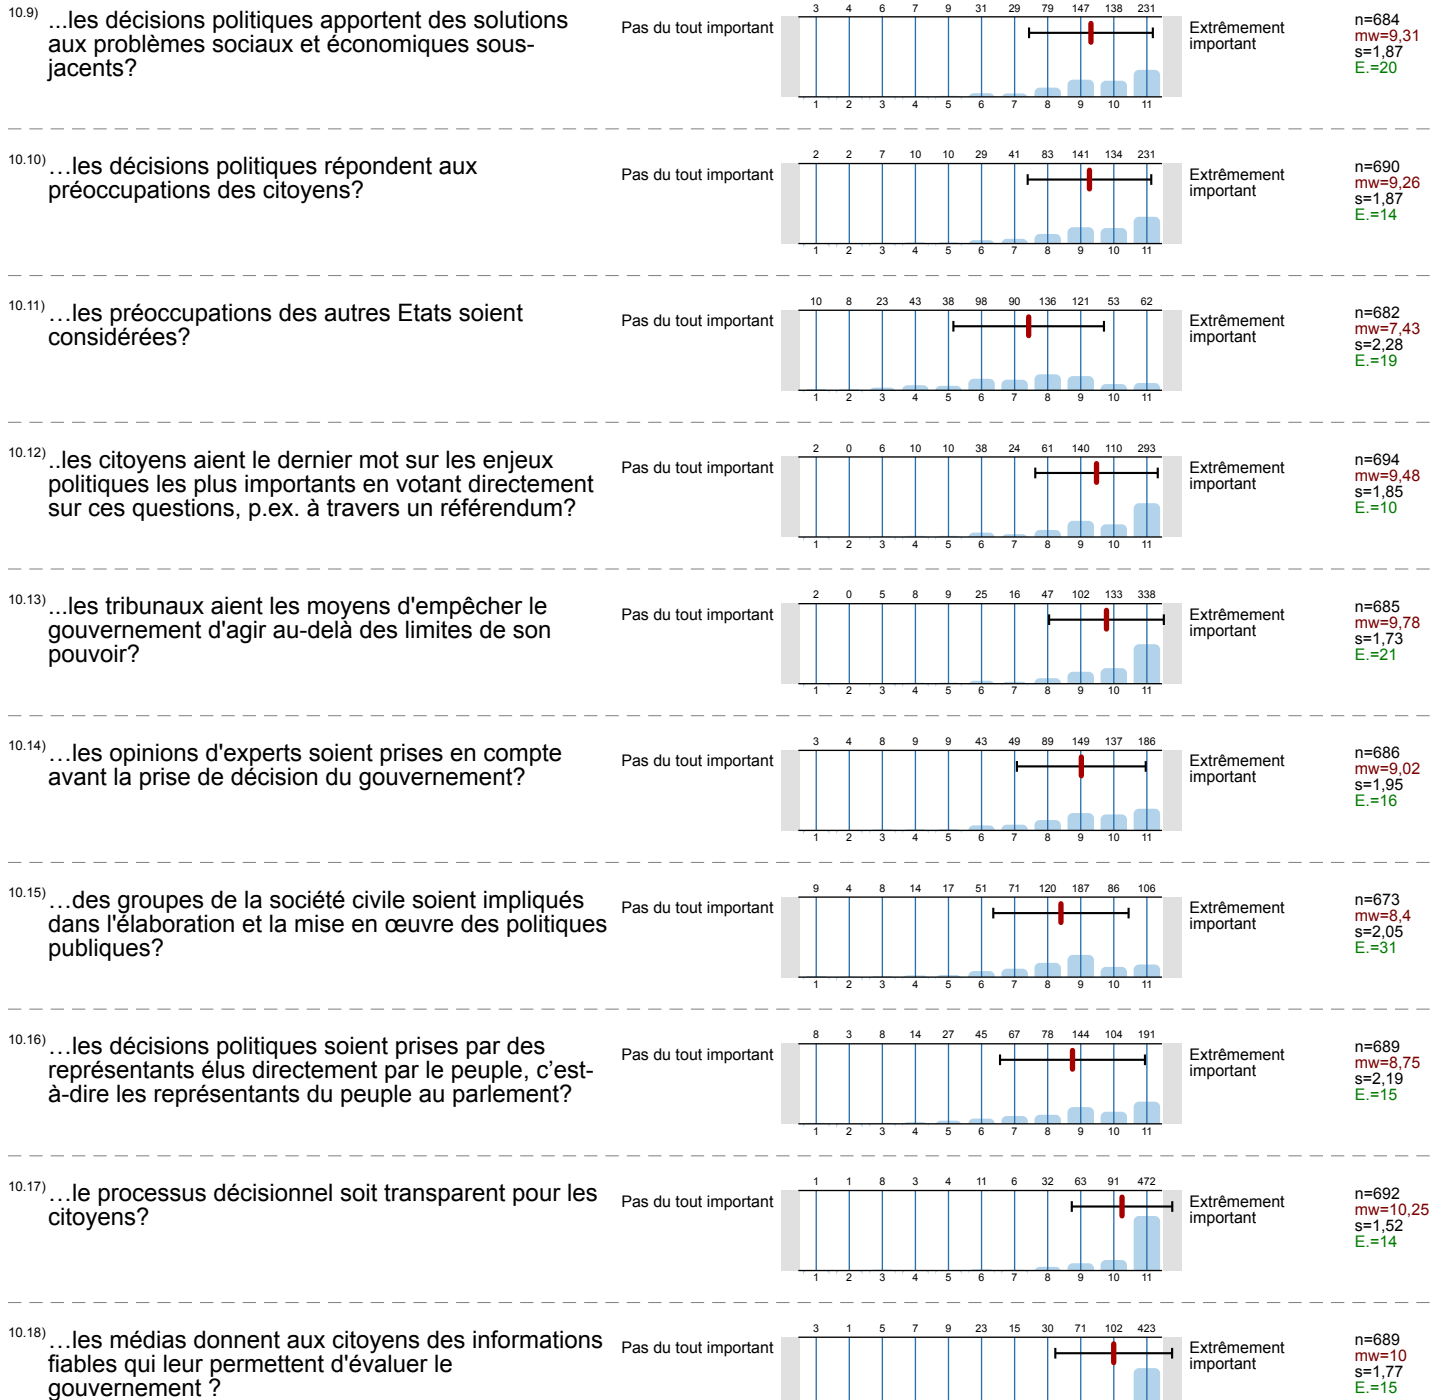 10.9) ...les décisions politiques apportent des solutions
aux problèmes sociaux et économiques sous-
jacents?
Pas du tout important
3 4 6 7 9 31 29 79 147 138 231
1 2 3 4 5 6 7 8 9 10 11
Extrêmement
important
n=684
mw=9,31
s=1,87
E.=20
10.10) …les décisions politiques répondent aux
préoccupations des citoyens?
Pas du tout important
2 2 7 10 10 29 41 83 141 134 231
1 2 3 4 5 6 7 8 9 10 11
Extrêmement
important
n=690
mw=9,26
s=1,87
E.=14
10.11) …les préoccupations des autres Etats soient
considérées?
Pas du tout important
10 8 23 43 38 98 90 136 121 53 62
1 2 3 4 5 6 7 8 9 10 11
Extrêmement
important
n=682
mw=7,43
s=2,28
E.=19
10.12) ..les citoyens aient le dernier mot sur les enjeux
politiques les plus importants en votant directement
sur ces questions, p.ex. à travers un référendum?
Pas du tout important
2 0 6 10 10 38 24 61 140 110 293
1 2 3 4 5 6 7 8 9 10 11
Extrêmement
important
n=694
mw=9,48
s=1,85
E.=10
10.13) ...les tribunaux aient les moyens d'empêcher le
gouvernement d'agir au-delà des limites de son
pouvoir?
Pas du tout important
2 0 5 8 9 25 16 47 102 133 338
1 2 3 4 5 6 7 8 9 10 11
Extrêmement
important
n=685
mw=9,78
s=1,73
E.=21
10.14) …les opinions d'experts soient prises en compte
avant la prise de décision du gouvernement?
Pas du tout important
3 4 8 9 9 43 49 89 149 137 186
1 2 3 4 5 6 7 8 9 10 11
Extrêmement
important
n=686
mw=9,02
s=1,95
E.=16
10.15) …des groupes de la société civile soient impliqués
dans l'élaboration et la mise en œuvre des politiques
publiques?
Pas du tout important
9 4 8 14 17 51 71 120 187 86 106
1 2 3 4 5 6 7 8 9 10 11
Extrêmement
important
n=673
mw=8,4
s=2,05
E.=31
10.16) …les décisions politiques soient prises par des
représentants élus directement par le peuple, c’est-
à-dire les représentants du peuple au parlement?
Pas du tout important
8 3 8 14 27 45 67 78 144 104 191
1 2 3 4 5 6 7 8 9 10 11
Extrêmement
important
n=689
mw=8,75
s=2,19
E.=15
10.17) …le processus décisionnel soit transparent pour les
citoyens?
Pas du tout important
1 1 8 3 4 11 6 32 63 91 472
1 2 3 4 5 6 7 8 9 10 11
Extrêmement
important
n=692
mw=10,25
s=1,52
E.=14
10.18) …les médias donnent aux citoyens des informations
fiables qui leur permettent d'évaluer le
gouvernement ?
Pas du tout important
3 1 5 7 9 23 15 30 71 102 423
Extrêmement
important
n=689
mw=10
s=1,77
E.=15